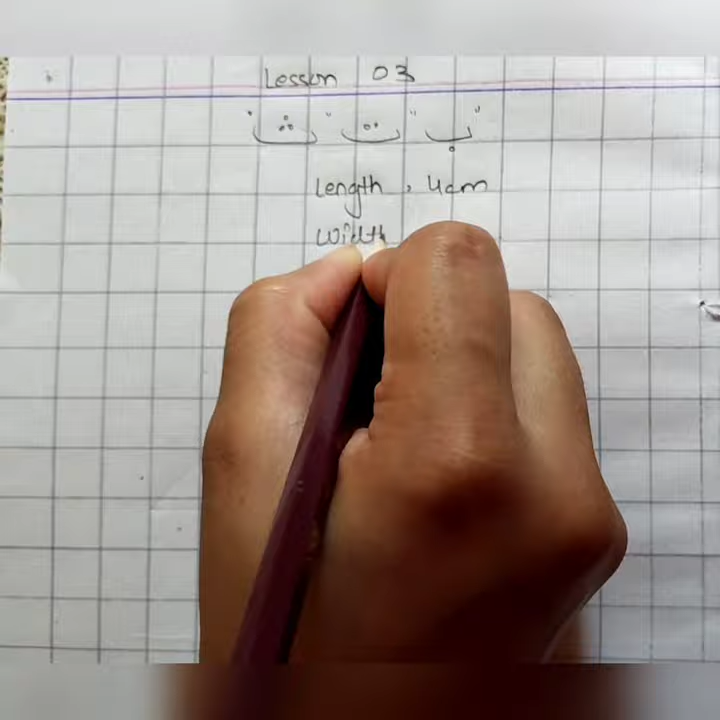 Lesson 03
"ب" ت " ث"
Length , 4cm
Width